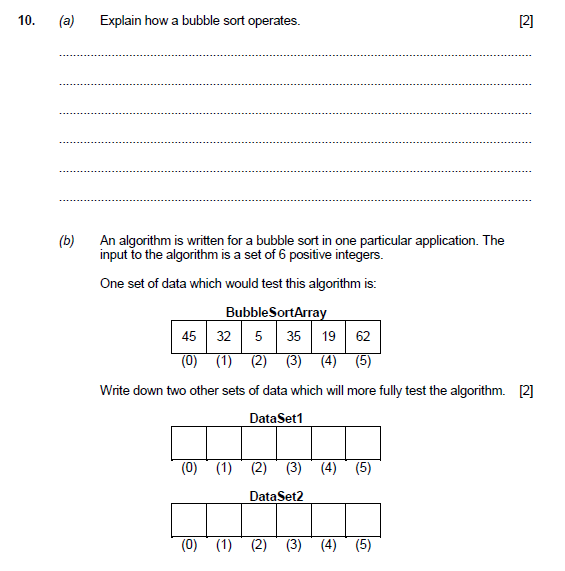 10. (a) Explain how a bubble sort operates. [2]
(b) An algorithm is written for a bubble sort in one particular application. The
input to the algorithm is a set of 6 positive integers.
One set of data which would test this algorithm is:
BubbleSortArray
45 32 5 35 19 62
(0) (1) (2) (3) (4) (5)
Write down two other sets of data which will more fully test the algorithm. [2]
DataSet1
(0) (1) (2) (3) (4) (5)
DataSet2
(0) (1) (2) (3) (4) (5)